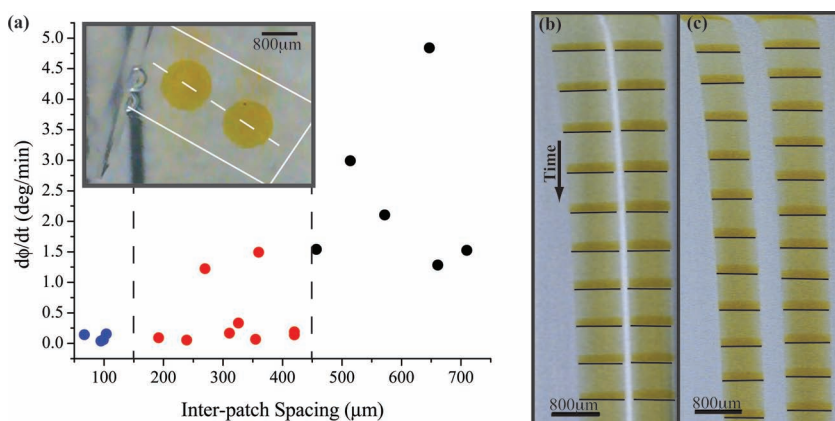 (a)
800µm
5.0
4.5
4.0
3.5
3.0
2.5
2.0
1.5
1.0
0.5
0.0
dϕ/dt (deg/min)
100 200 300 400 500 600 700
Inter-patch Spacing (µm)
(b)
Time
800µm
(c)
800µm